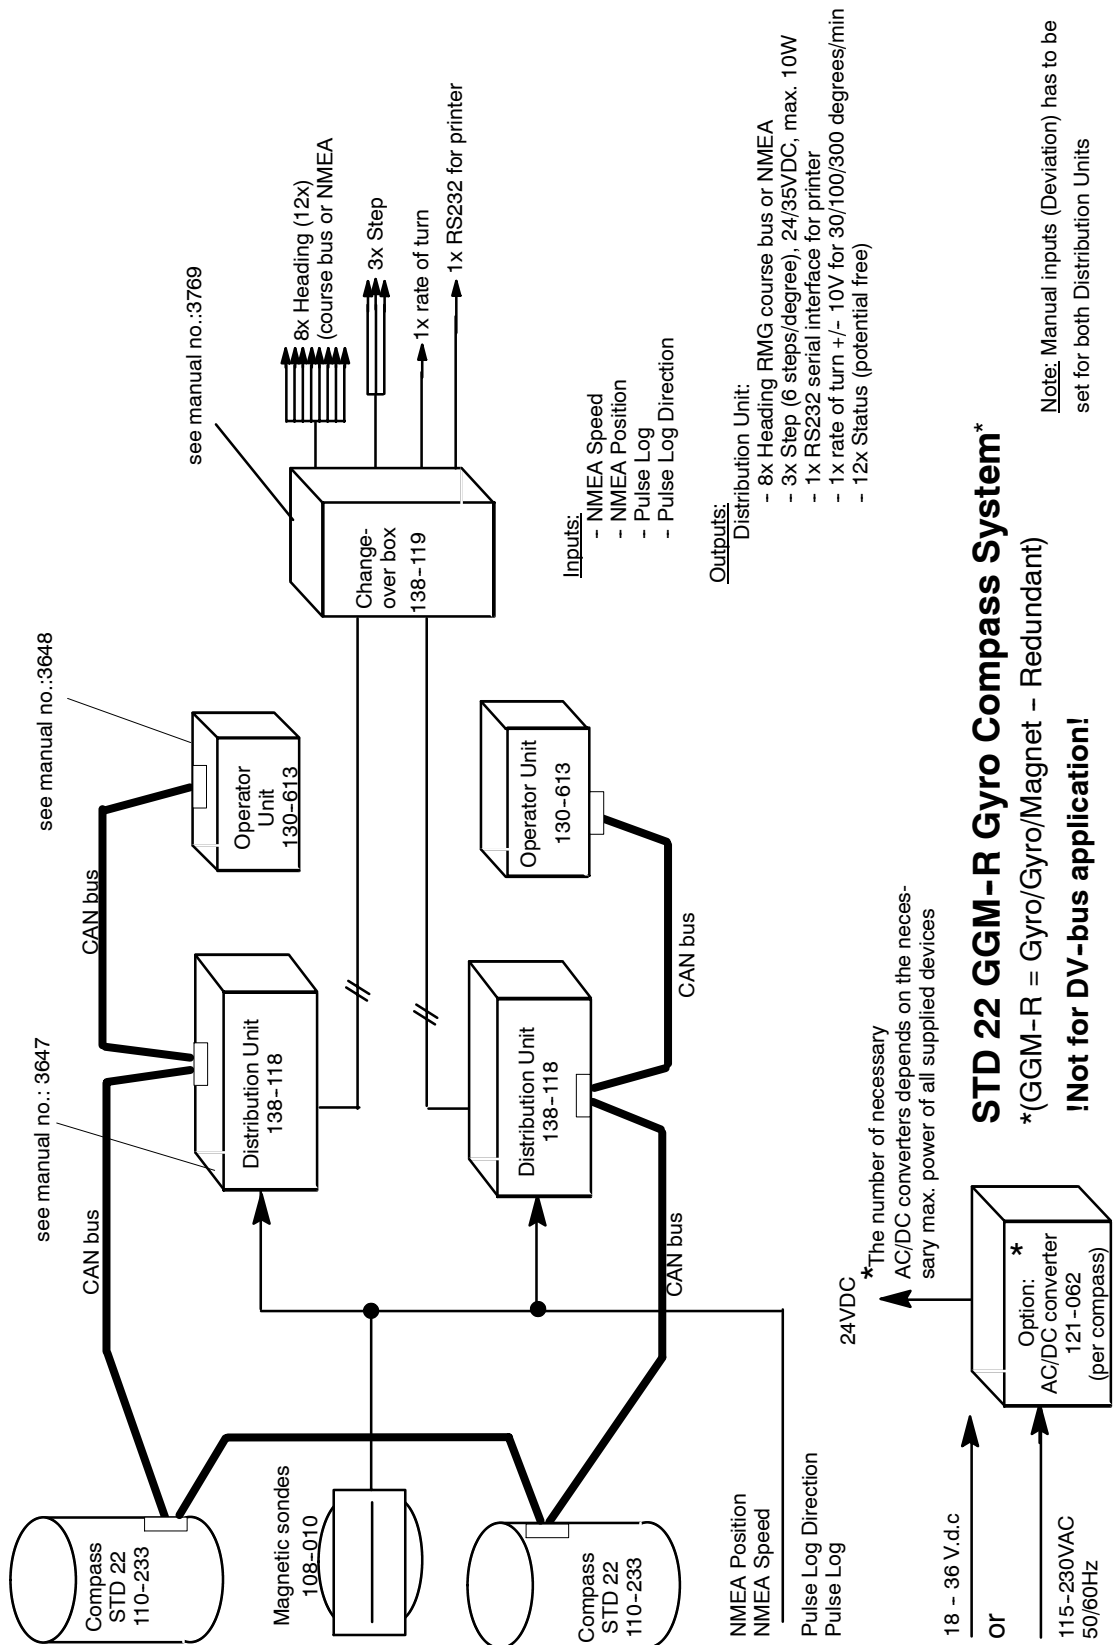 Compass
STD 22
110-233
Magnetic sondes
108-010
Compass
STD 22
110-233
NMEA Position
NMEA Speed
Pulse Log Direction
Pulse Log
CAN bus
CAN bus
see manual no.: 3647
Distribution Unit
138-118
Distribution Unit
138-118
CAN bus
CAN bus
see manual no.:3648
Operator
Unit
130-613
Operator Unit
130-613
see manual no.:3769
Change-
over box
138-119
8x Heading (12x)
(course bus or NMEA
3x Step
1x rate of turn
1x RS232 for printer
Inputs:
- NMEA Speed
- NMEA Position
- Pulse Log
- Pulse Log Direction
Outputs:
Distribution Unit:
- 8x Heading RMG course bus or NMEA
- 3x Step (6 steps/degree), 24/35VDC, max. 10W
- 1x RS232 serial interface for printer
- 1x rate of turn +/- 10V for 30/100/300 degrees/min
- 12x Status (potential free)
18 - 36 V.d.c
or
115-230VAC
50/60Hz
24VDC
*The number of necessary
AC/DC converters depends on the neces-
sary max. power of all supplied devices
Option: *
AC/DC converter
121-062
(per compass)
STD 22 GGM-R Gyro Compass System*
*(GGM-R = Gyro/Gyro/Magnet - Redundant)
!Not for DV-bus application!
Note: Manual inputs (Deviation) has to be
set for both Distribution Units